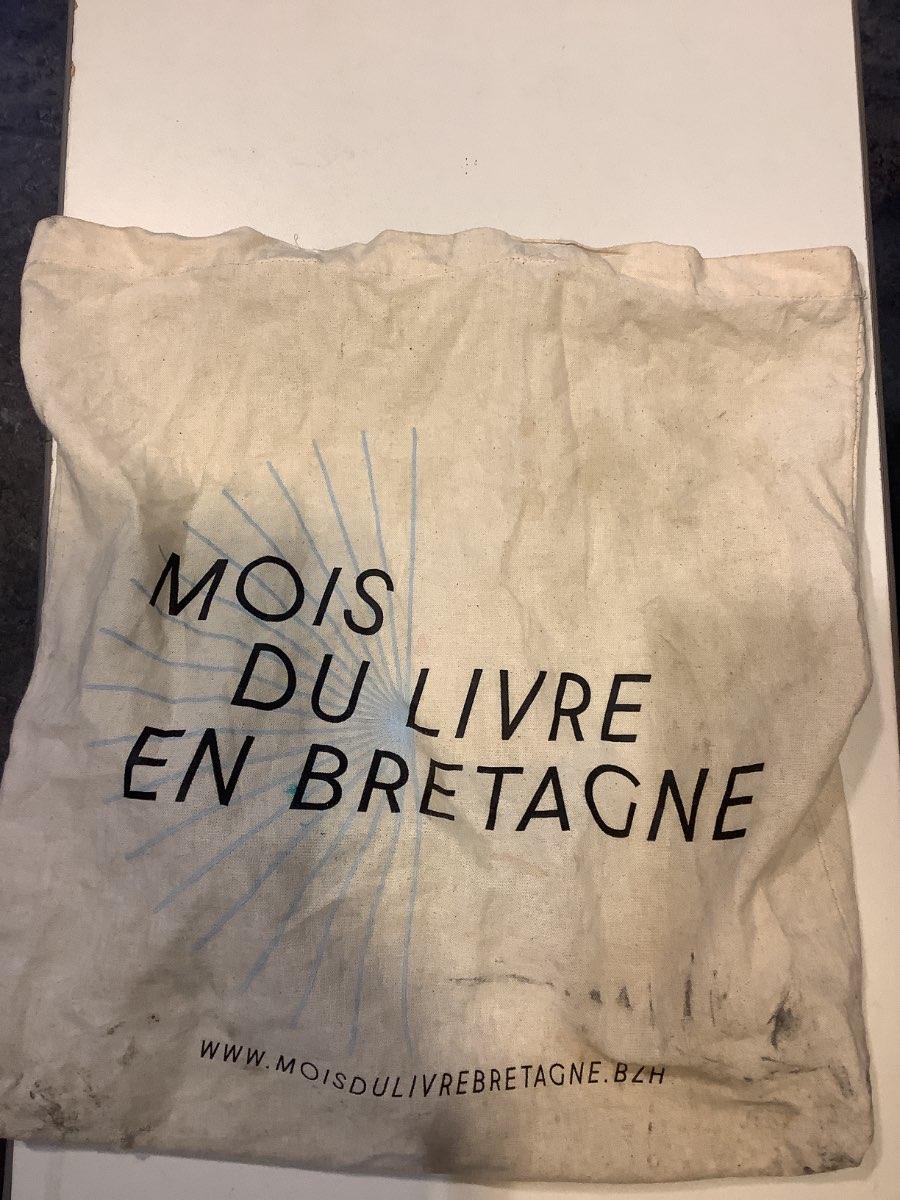 MOIS
DU LIVRE
EN BRETAGNE
WWW.MOISDULIVREBRETAGNE.BZH